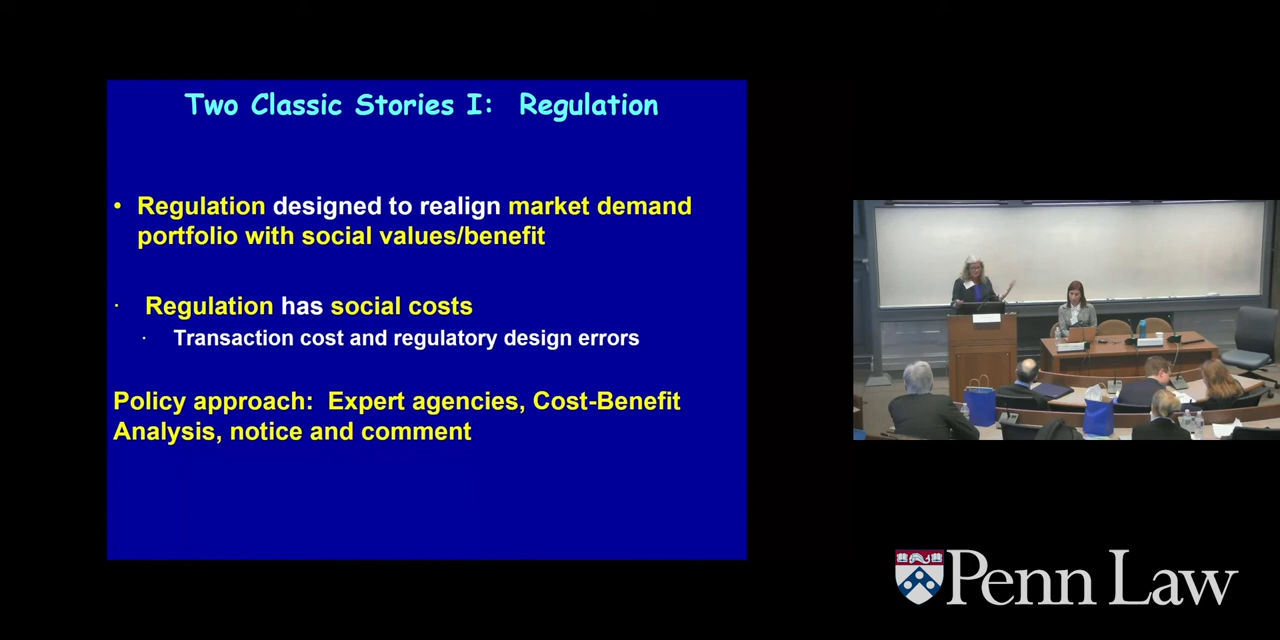 Two Classic Stories I: Regulation
• Regulation designed to realign market demand
portfolio with social values/benefit
· Regulation has social costs
· Transaction cost and regulatory design errors
Policy approach: Expert agencies, Cost-Benefit
Analysis, notice and comment
Penn Law